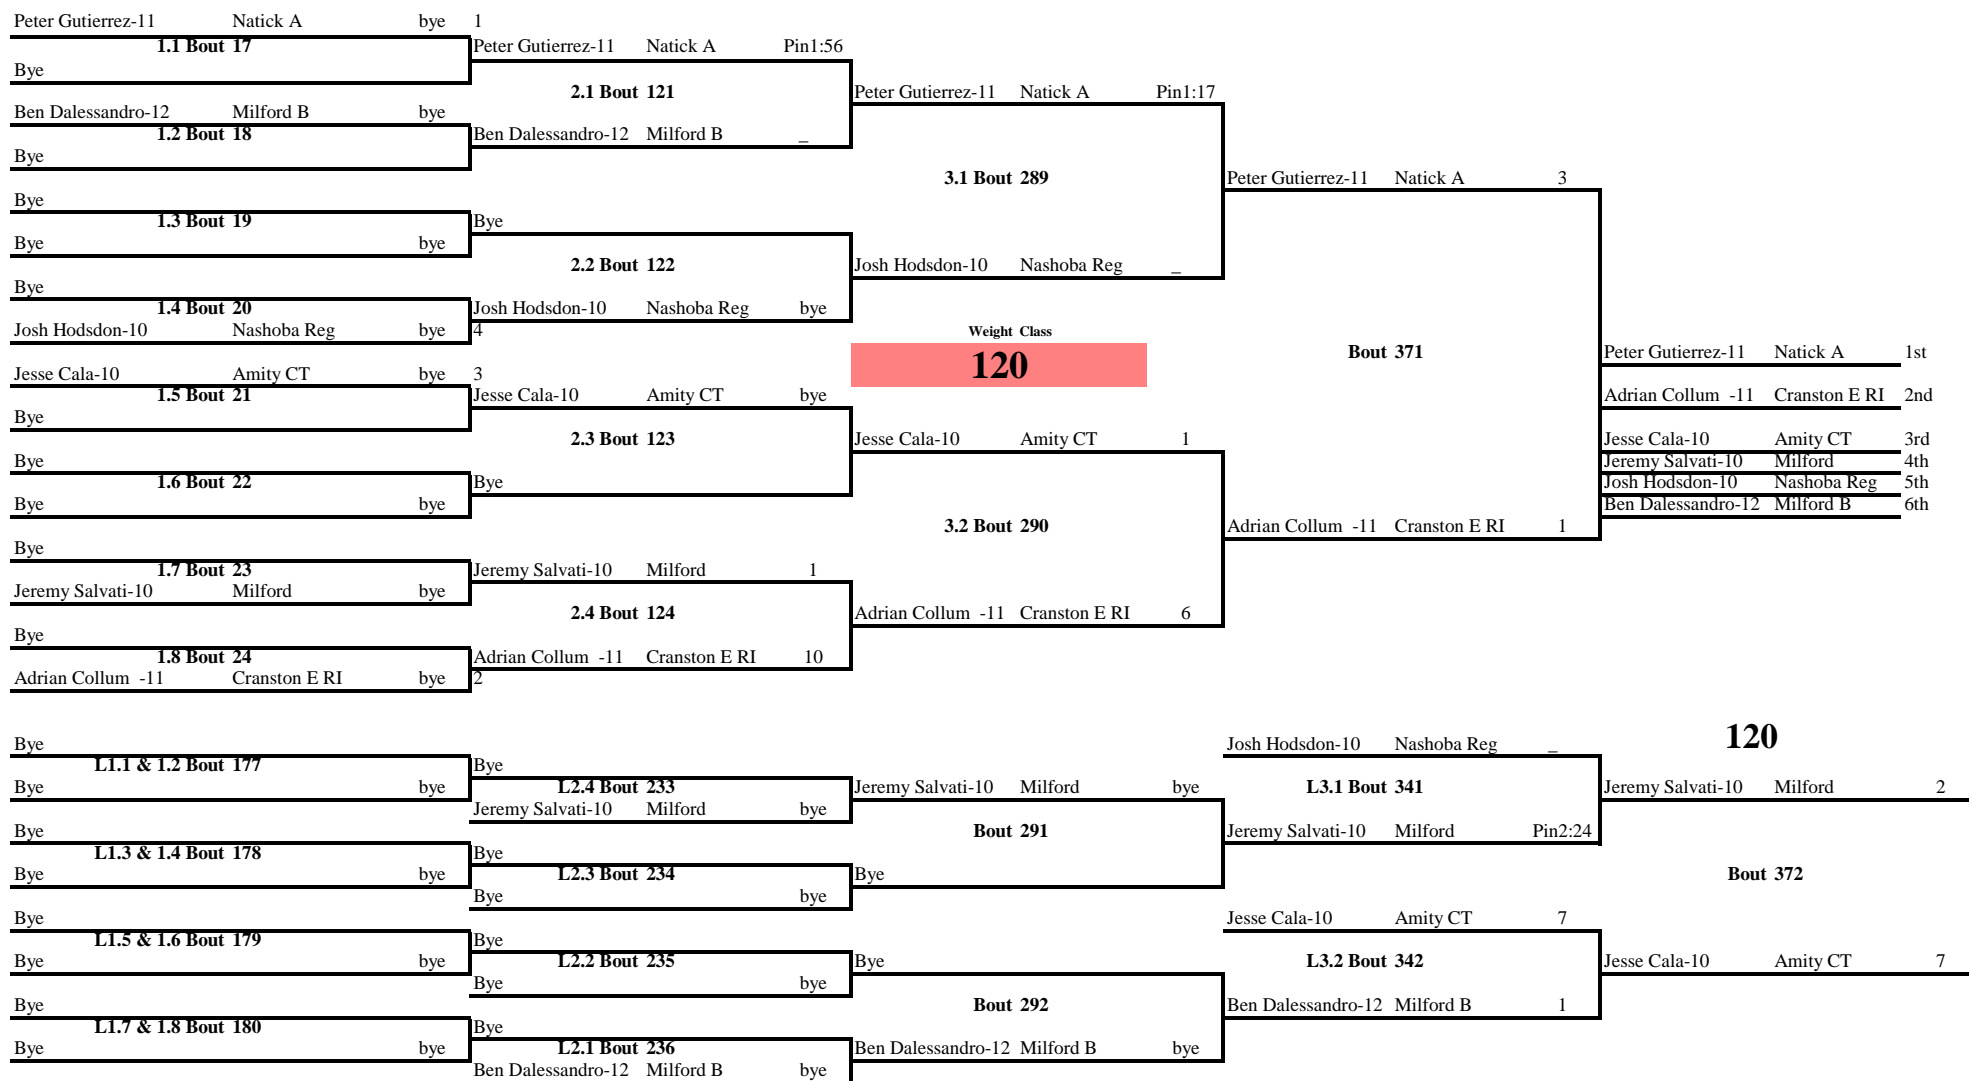 Peter Gutierrez-11 Natick A bye 1
1.1 Bout 17 Peter Gutierrez-11 Natick A Pin1:56
Bye
2.1 Bout 121 Peter Gutierrez-11 Natick A Pin1:17
Ben Dalessandro-12 Milford B bye
1.2 Bout 18 Ben Dalessandro-12 Milford B _
Bye
3.1 Bout 289 Peter Gutierrez-11 Natick A 3
Bye
1.3 Bout 19 Bye
Bye bye
2.2 Bout 122 Josh Hodsdon-10 Nashoba Reg _
Bye
1.4 Bout 20 Josh Hodsdon-10 Nashoba Reg bye
Josh Hodsdon-10 Nashoba Reg bye 4 Weight Class
120 Bout 371 Peter Gutierrez-11 Natick A 1st
Jesse Cala-10 Amity CT bye 3
1.5 Bout 21 Jesse Cala-10 Amity CT bye Adrian Collum -11 Cranston E RI 2nd
Bye
2.3 Bout 123 Jesse Cala-10 Amity CT 1 Jesse Cala-10 Amity CT 3rd
Bye Jeremy Salvati-10 Milford 4th
1.6 Bout 22 Bye Josh Hodsdon-10 Nashoba Reg 5th
Bye bye Ben Dalessandro-12 Milford B 6th
3.2 Bout 290 Adrian Collum -11 Cranston E RI 1
Bye
1.7 Bout 23 Jeremy Salvati-10 Milford 1
Jeremy Salvati-10 Milford bye
2.4 Bout 124 Adrian Collum -11 Cranston E RI 6
Bye
1.8 Bout 24 Adrian Collum -11 Cranston E RI 10
Adrian Collum -11 Cranston E RI bye 2
120
Bye Josh Hodsdon-10 Nashoba Reg _
L1.1 & 1.2 Bout 177 Bye
Bye bye L2.4 Bout 233 Jeremy Salvati-10 Milford bye L3.1 Bout 341 Jeremy Salvati-10 Milford 2
Jeremy Salvati-10 Milford bye
Bye Bout 291 Jeremy Salvati-10 Milford Pin2:24
L1.3 & 1.4 Bout 178 Bye
Bye bye L2.3 Bout 234 Bye Bout 372
Bye bye
Bye Jesse Cala-10 Amity CT 7
L1.5 & 1.6 Bout 179 Bye
Bye bye L2.2 Bout 235 Bye L3.2 Bout 342 Jesse Cala-10 Amity CT 7
Bye bye
Bye Bout 292 Ben Dalessandro-12 Milford B 1
L1.7 & 1.8 Bout 180 Bye
Bye bye L2.1 Bout 236 Ben Dalessandro-12 Milford B bye
Ben Dalessandro-12 Milford B bye